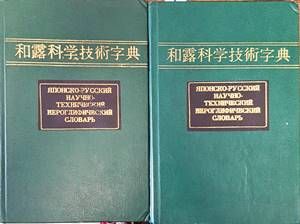 和露科学技術字典
ЯПОНСКО-РУССКИЙ
НАУЧНО-
ТЕХНИЧЕСКИЙ
ИЕРОГЛИФИЧЕСКИЙ
СЛОВАРЬ
和露科学技術字典
ЯПОНСКО-РУССКИЙ
НАУЧНО-
ТЕХНИЧЕСКИЙ
ИЕРОГЛИФИЧЕСКИЙ
СЛОВАРЬ